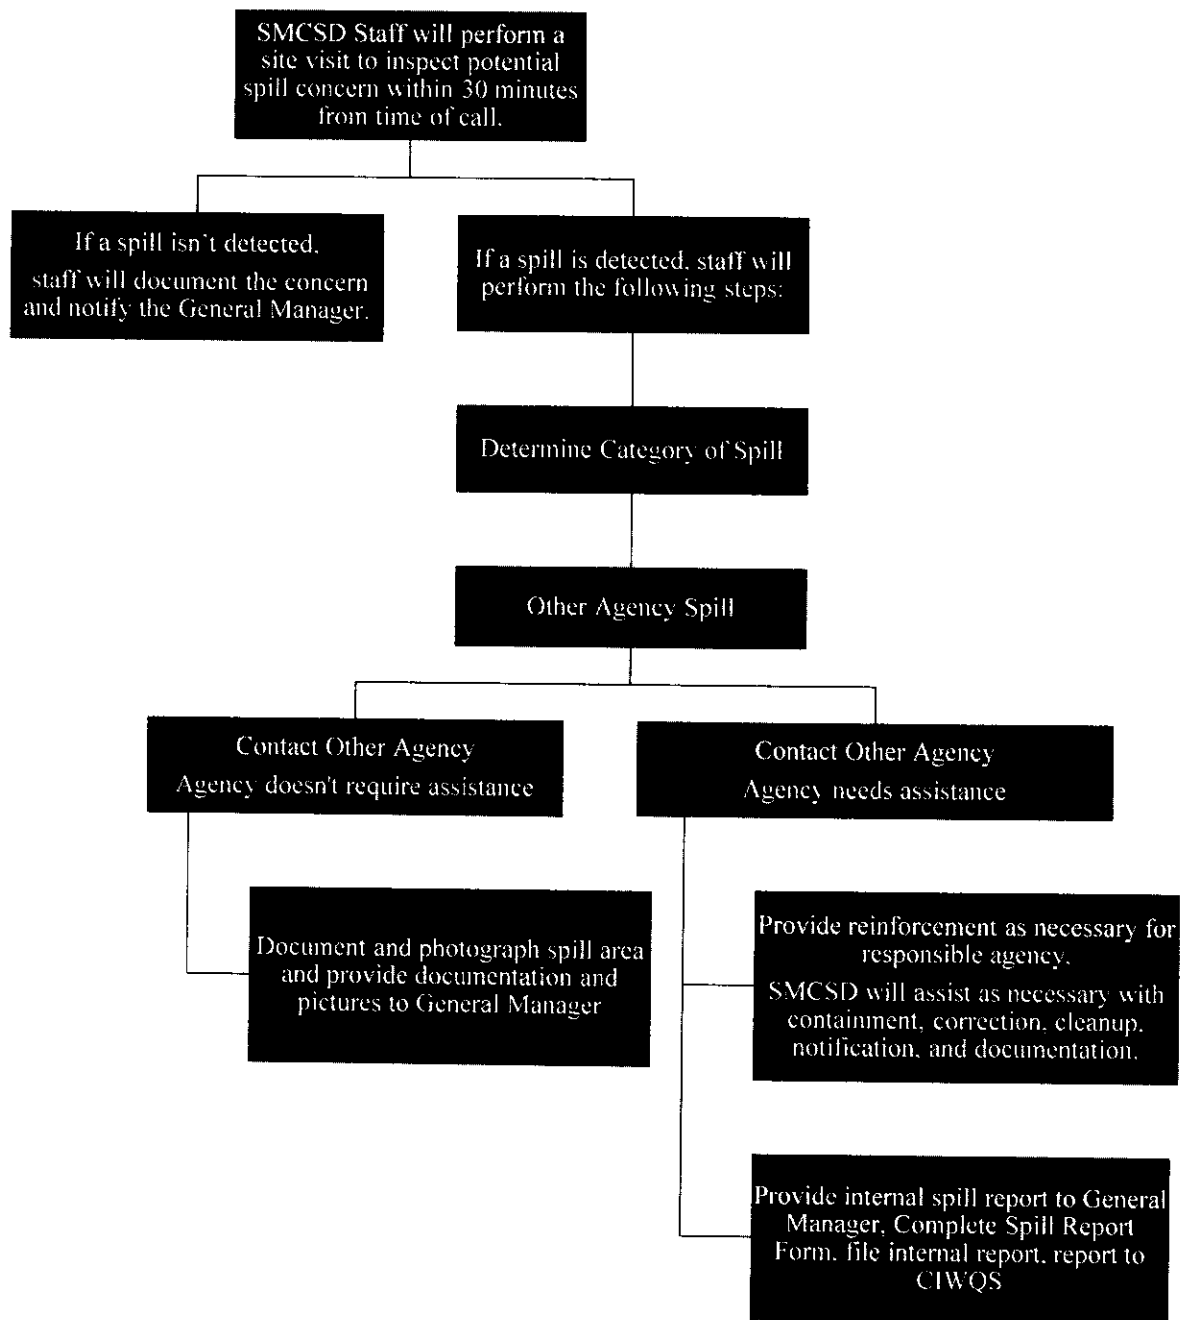 SMCSD Staff will perform a
site visit to inspect potential
spill concern within 30 minutes
from time of call.
If a spill isn't detected,
staff will document the concern
and notify the General Manager.
If a spill is detected, staff will
perform the following steps:
Determine Category of Spill
Other Agency Spill
Contact Other Agency
Agency doesn't require assistance
Contact Other Agency
Agency needs assistance
Document and photograph spill area
and provide documentation and
pictures to General Manager
Provide reinforcement as necessary for
responsible agency.
SMCSD will assist as necessary with
containment, correction, cleanup,
notification, and documentation.
Provide internal spill report to General
Manager, Complete Spill Report
Form, file internal report, report to
CIWQS